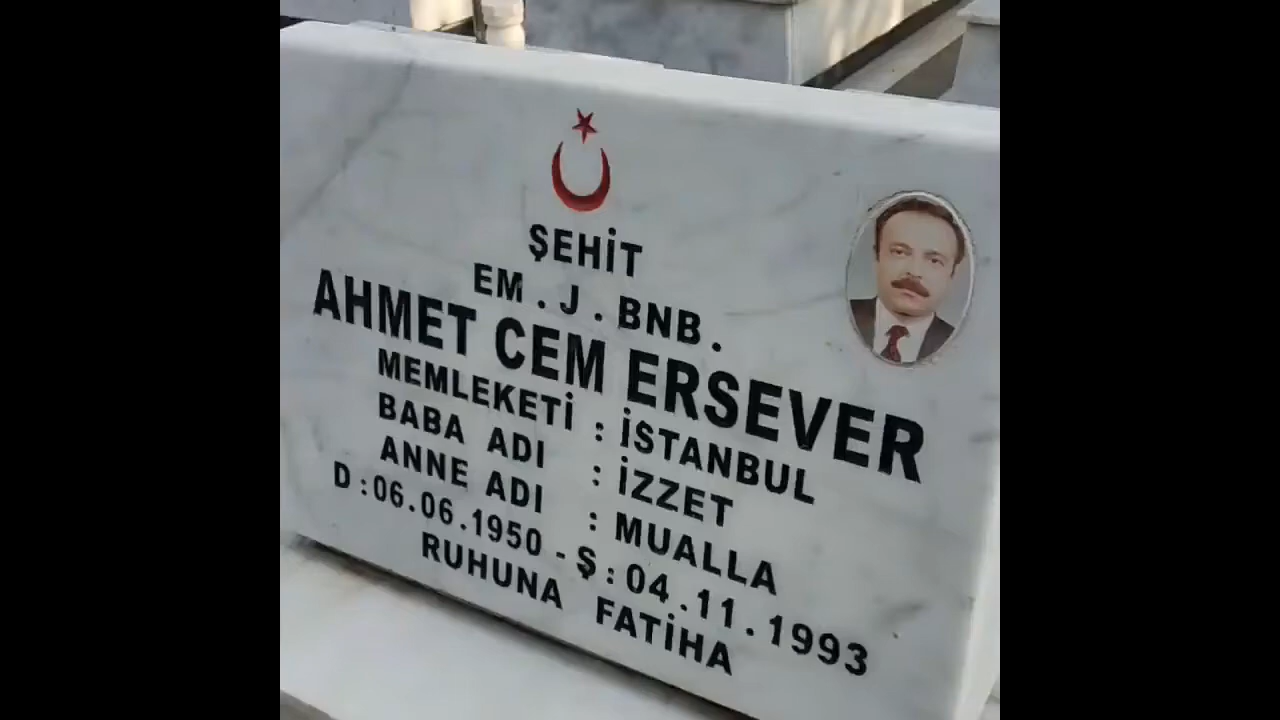 ŞEHİT
EM. J. BNB.
AHMET CEM ERSEVER
MEMLEKETİ : İSTANBUL
BABA ADI : İZZET
ANNE ADI : MUALLA
D:06.06.1950 - Ş:04.11.1993
RUHUNA FATİHA